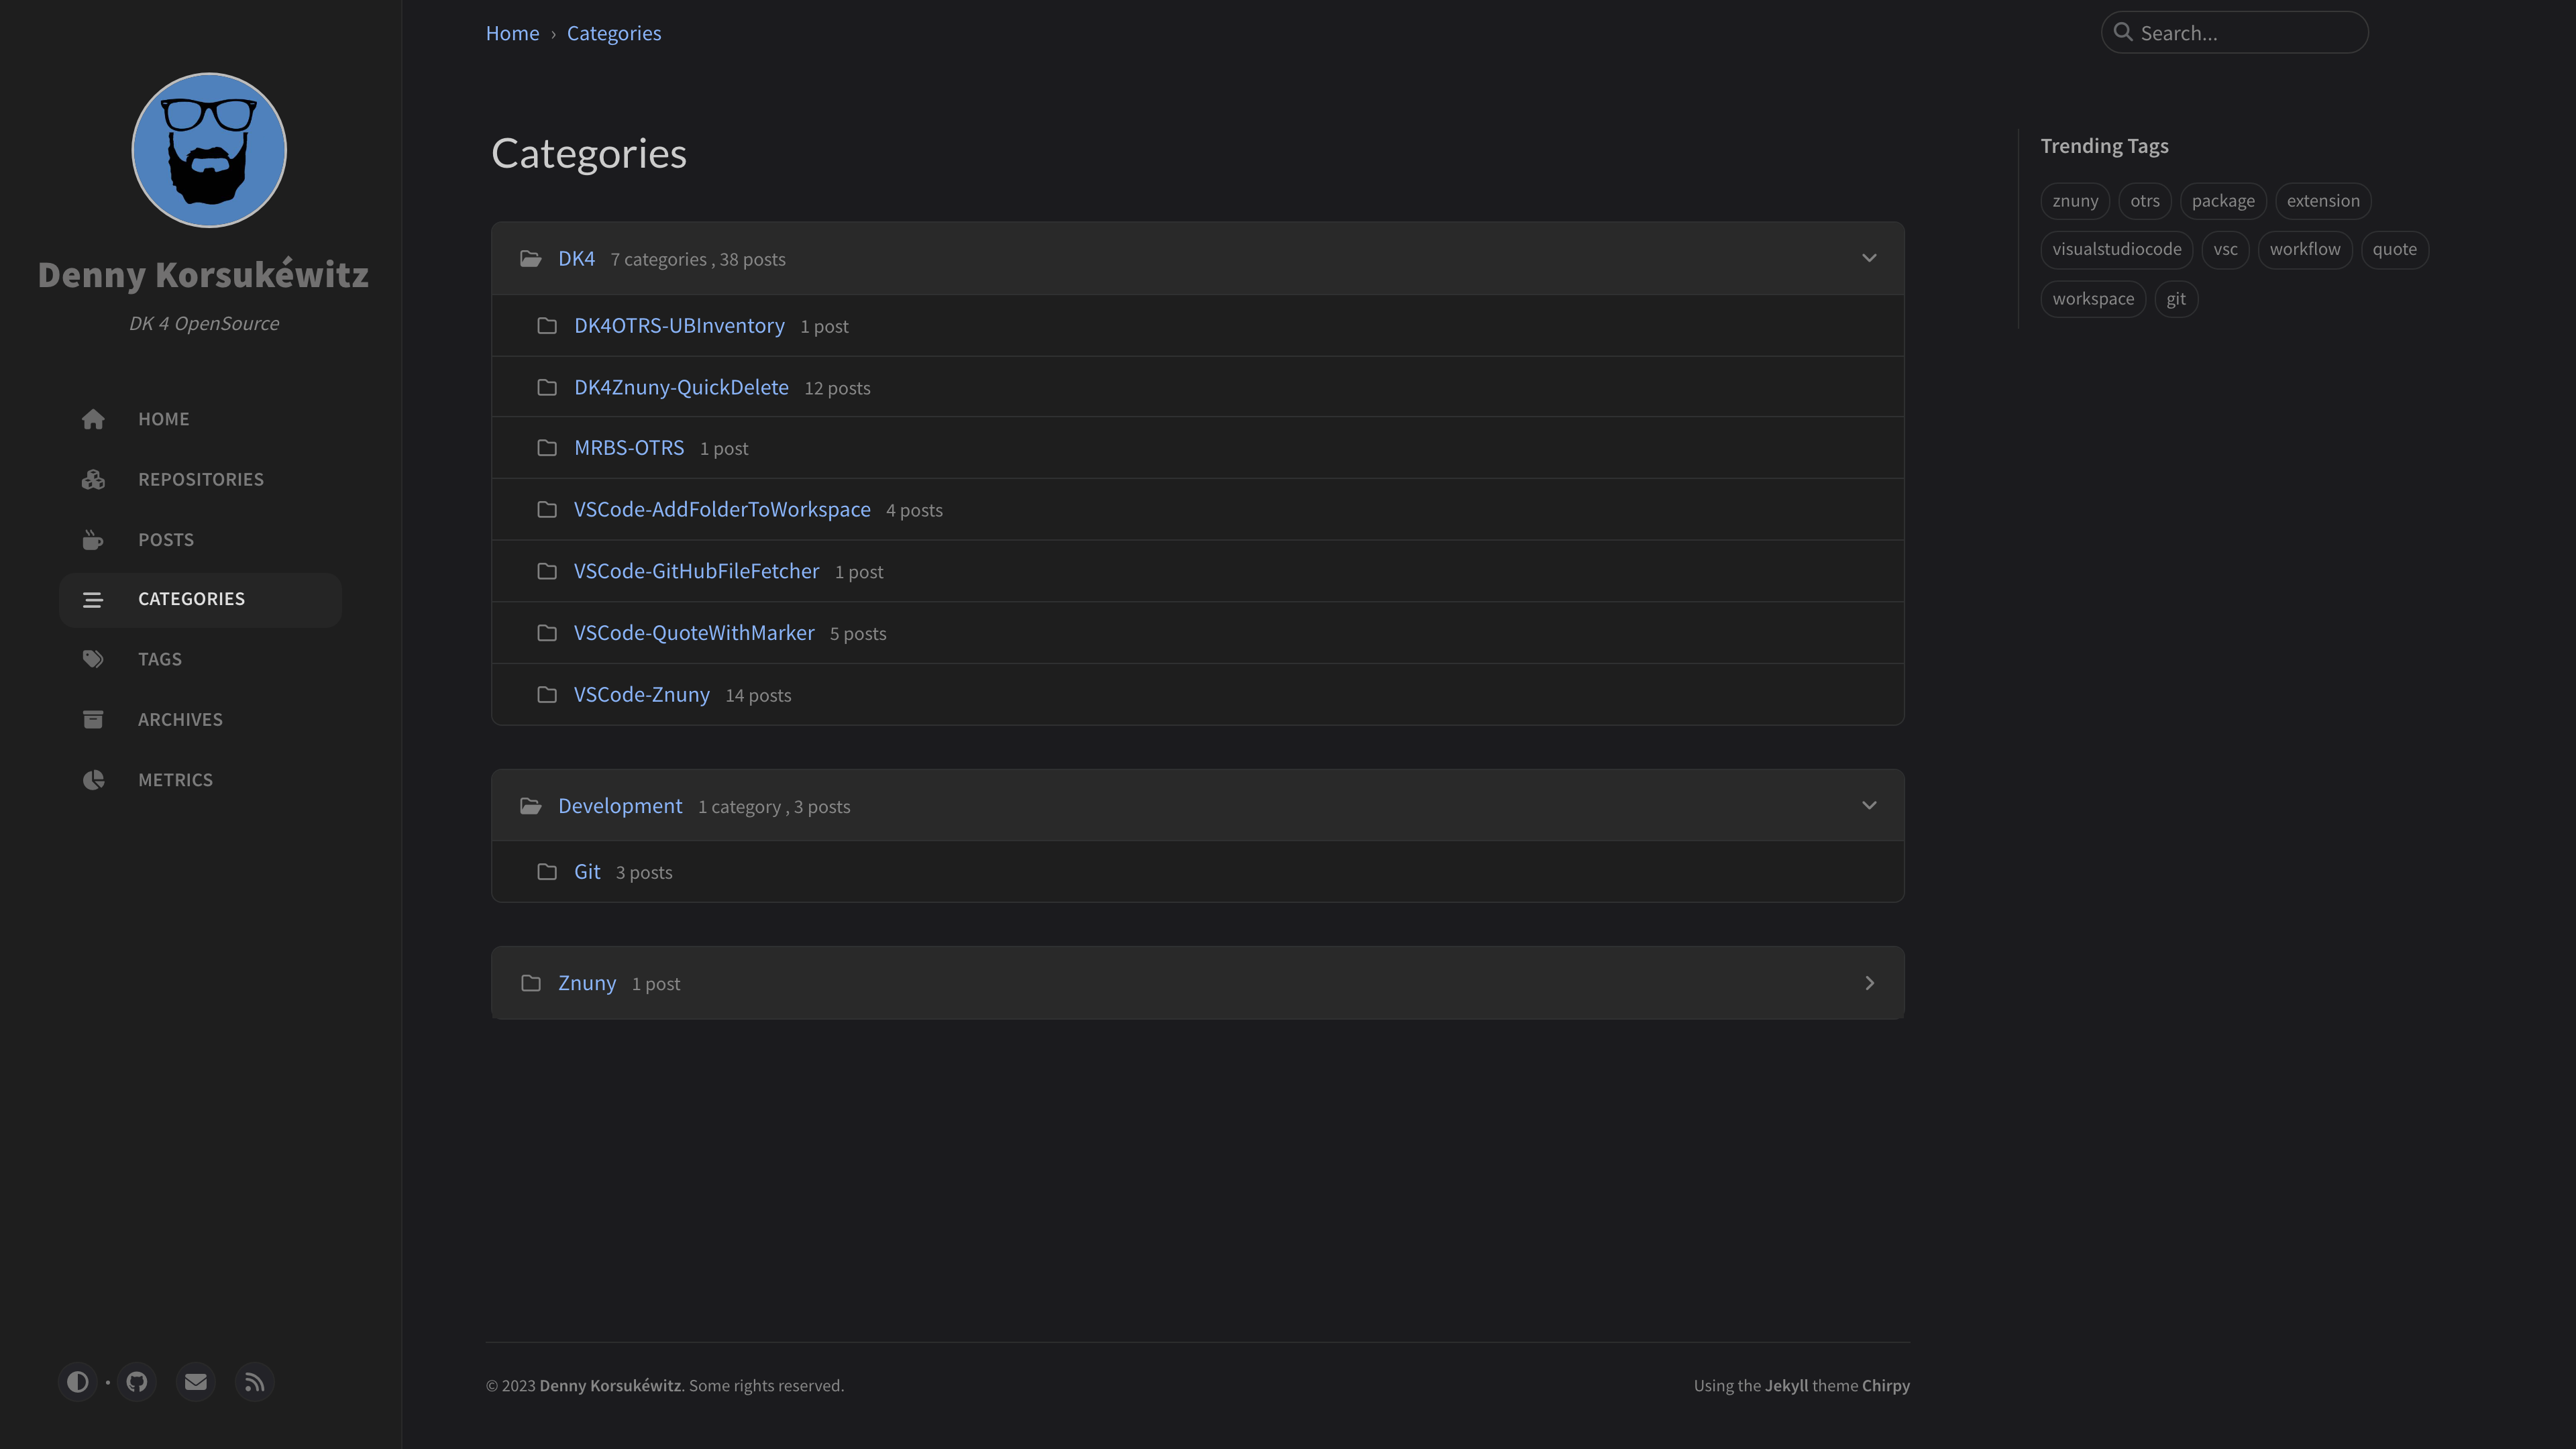 Denny Korsukéwitz
DK 4 OpenSource
HOME
REPOSITORIES
POSTS
CATEGORIES
TAGS
ARCHIVES
METRICS
Home › Categories
Search...
Categories
DK4 7 categories , 38 posts
DK4OTRS-UBInventory 1 post
DK4Znuny-QuickDelete 12 posts
MRBS-OTRS 1 post
VSCode-AddFolderToWorkspace 4 posts
VSCode-GitHubFileFetcher 1 post
VSCode-QuoteWithMarker 5 posts
VSCode-Znuny 14 posts
Development 1 category , 3 posts
Git 3 posts
Znuny 1 post
Trending Tags
znuny otrs package extension
visualstudiocode vsc workflow quote
workspace git
© 2023 Denny Korsukéwitz. Some rights reserved.
Using the Jekyll theme Chirpy